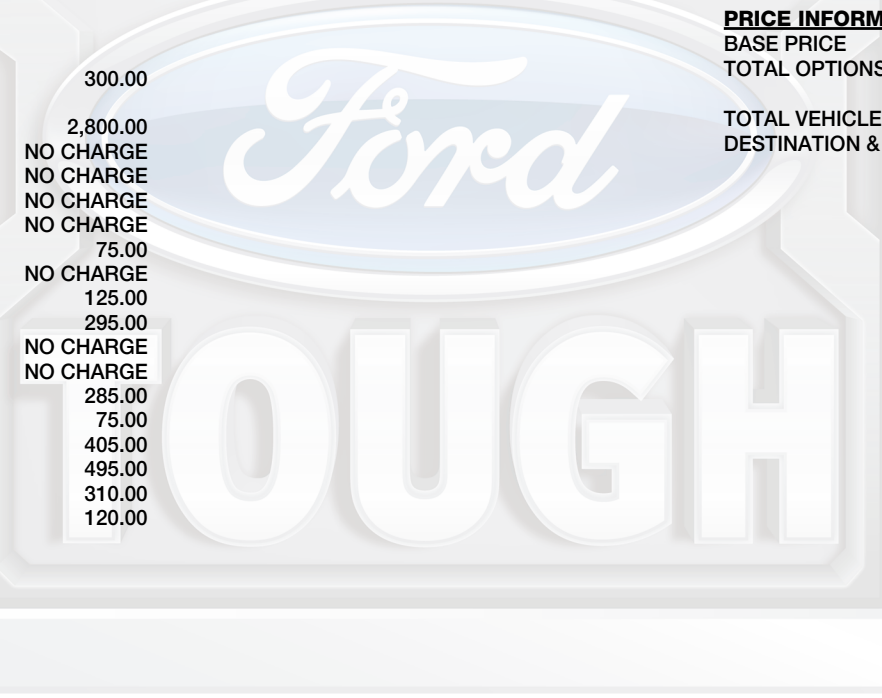 300.00
2,800.00
NO CHARGE
NO CHARGE
NO CHARGE
NO CHARGE
75.00
NO CHARGE
125.00
295.00
NO CHARGE
NO CHARGE
285.00
75.00
405.00
495.00
310.00
120.00
PRICE INFORM
BASE PRICE
TOTAL OPTIONS
TOTAL VEHICLE
DESTINATION &
Ford
TOUGH